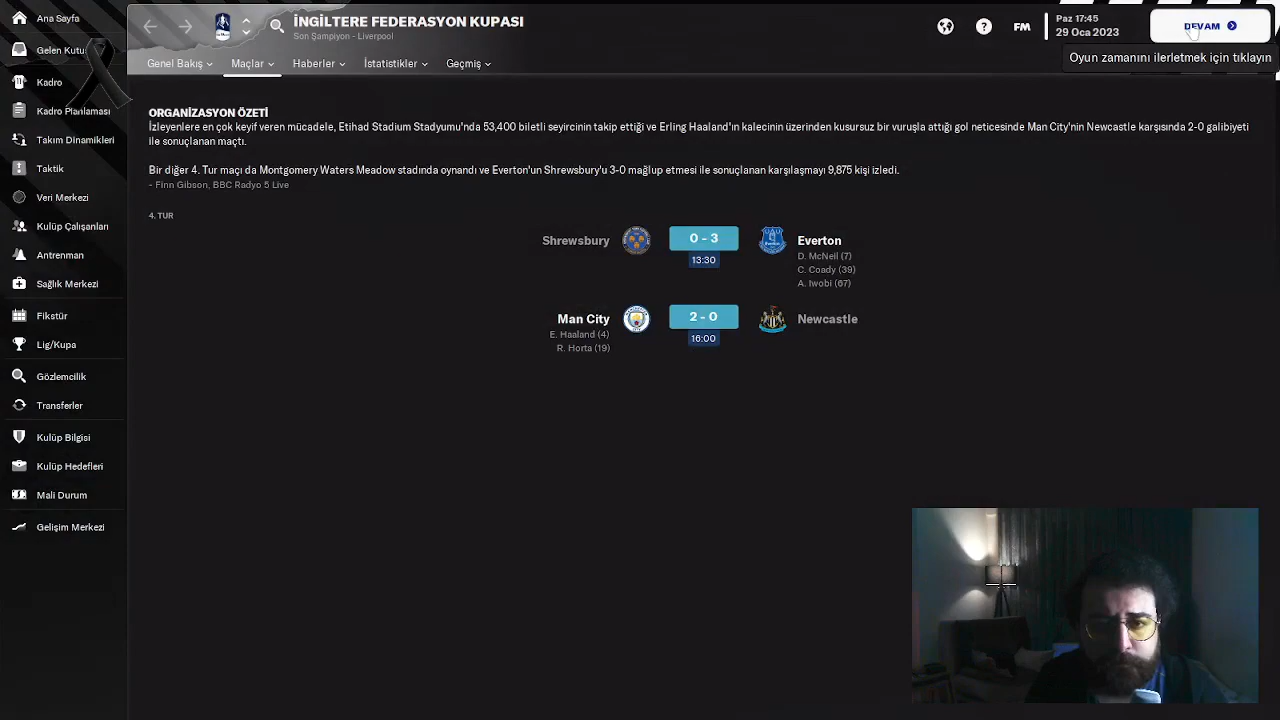 Ana Sayfa
Gelen Kutusu
Kadro
Kadro Planlaması
Takım Dinamikleri
Taktik
Veri Merkezi
Kulüp Çalışanları
Antrenman
Sağlık Merkezi
Fikstür
Lig/Kupa
Gözlemcilik
Transferler
Kulüp Bilgisi
Kulüp Hedefleri
Mali Durum
Gelişim Merkezi
İNGİLTERE FEDERASYON KUPASI
Son Şampiyon - Liverpool
FM
Paz 17:45
29 Oca 2023
DEVAM
Oyun zamanını ilerletmek için tıklayın
Genel Bakış
Maçlar
Haberler
İstatistikler
Geçmiş
ORGANİZASYON ÖZETİ
İzleyenlere en çok keyif veren mücadele, Etihad Stadium Stadyumu'nda 53,400 biletli seyircinin takip ettiği ve Erling Haaland'ın kalecinin üzerinden kusursuz bir vuruşla attığı gol neticesinde Man City'nin Newcastle karşısında 2-0 galibiyeti
ile sonuçlanan maçtı.
Bir diğer 4. Tur maçı da Montgomery Waters Meadow stadında oynandı ve Everton'un Shrewsbury'u 3-0 mağlup etmesi ile sonuçlanan karşılaşmayı 9,875 kişi izledi.
- Finn Gibson, BBC Radyo 5 Live
4. TUR
Shrewsbury 0 - 3 Everton
13:30
D. McNeil (7)
C. Coady (39)
A. Iwobi (67)
Man City 2 - 0 Newcastle
E. Haaland (4)
R. Horta (19)
16:00